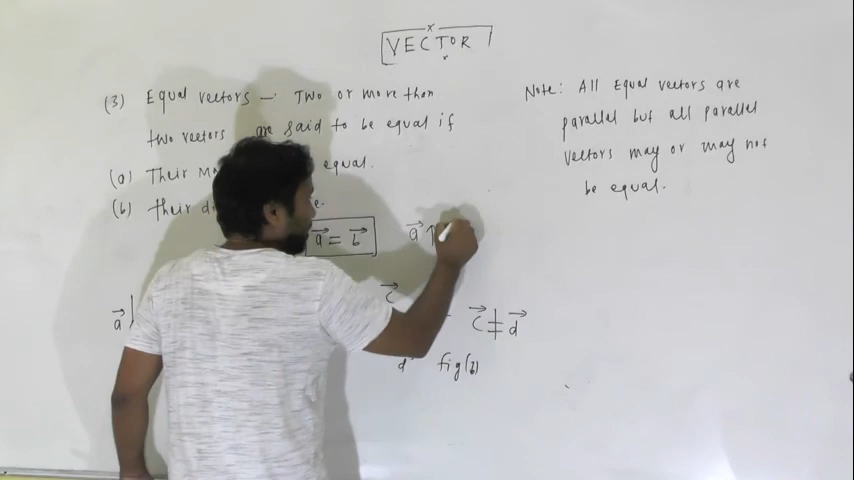 VECTOR
(3) Equal vectors – Two or more than
two vectors are said to be equal if
(a) Their equal.
(b) their
a⃗ = b⃗ a⃗ ↑
a⃗ c⃗
c⃗ ≠ d⃗
d fig(b)
Note: All Equal vectors are
parallel but all parallel
vectors may or may not
be equal.